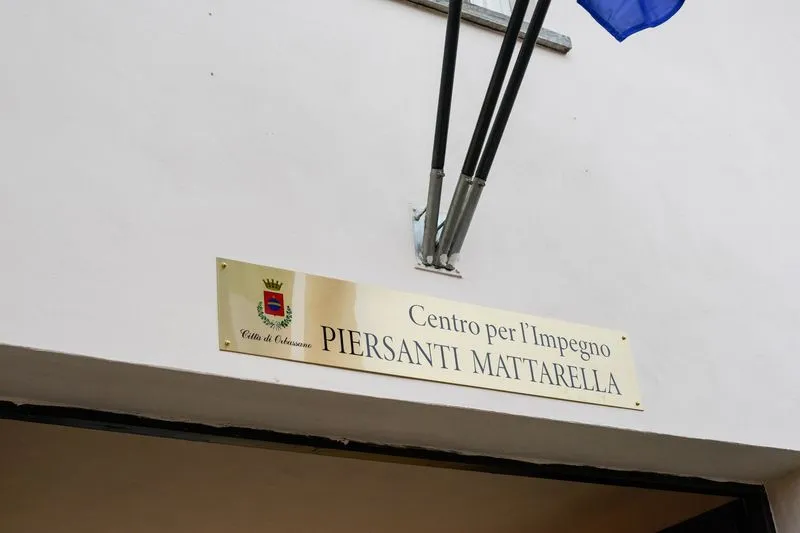 Centro per l'Impegno
Città di Orbassano
PIERSANTI MATTARELLA